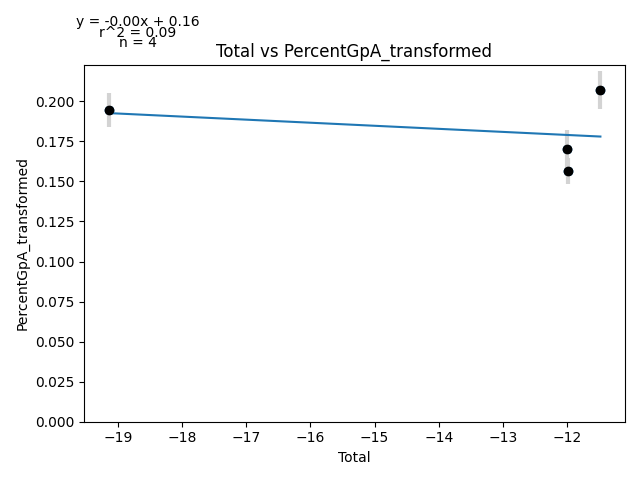 y = -0.00x + 0.16
r^2 = 0.09
n = 4
Total vs PercentGpA_transformed
PercentGpA_transformed
0.200
0.175
0.150
0.125
0.100
0.075
0.050
0.025
0.000
−19 −18 −17 −16 −15 −14 −13 −12
Total